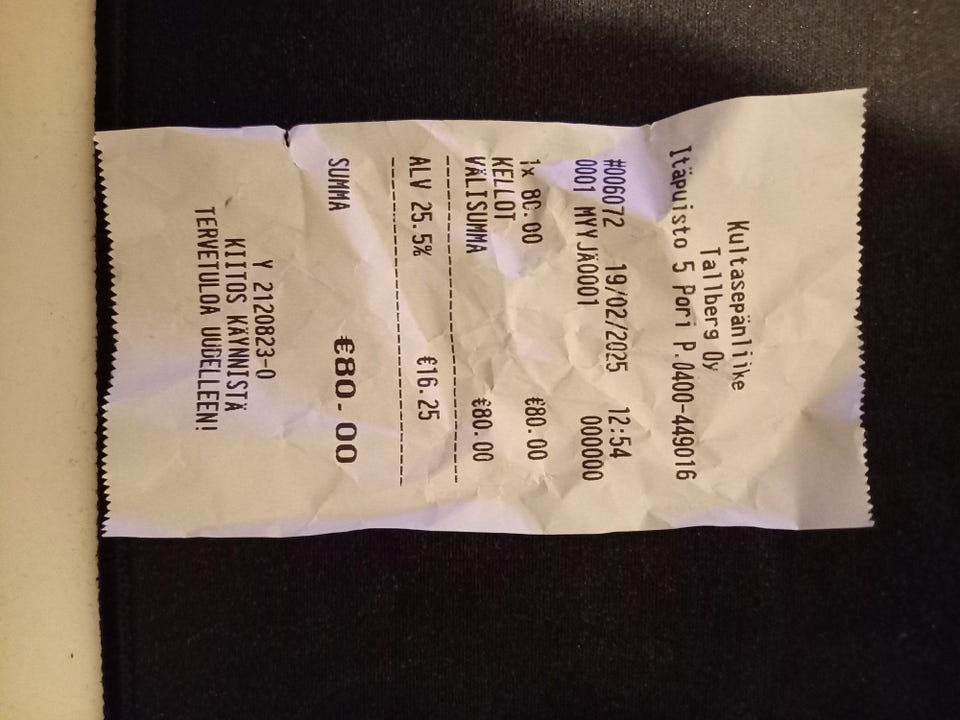 Kultasepänliike
Tallberg Oy
Itäpuisto 5 Pori P.0400-449016
#006072 19/02/2025 12:54
0001 MYYJÄ0001 000000
1x 80.00
KELLOT €80.00
VÄLISUMMA €80.00
ALV 25.5% €16.25
SUMMA €80.00
Y 2120823-0
KIITOS KÄYNNISTÄ
TERVETULOA UUDELLEEN!